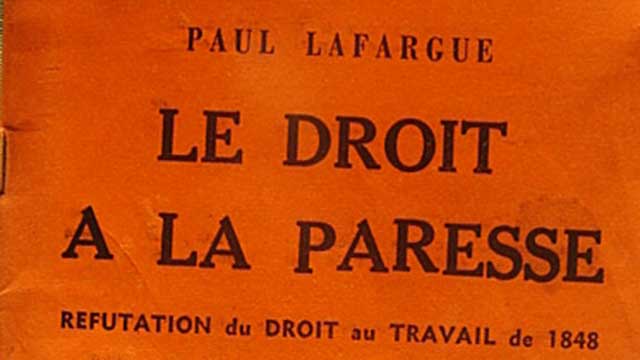 PAUL LAFARGUE
LE DROIT
A LA PARESSE
REFUTATION du DROIT au TRAVAIL de 1848